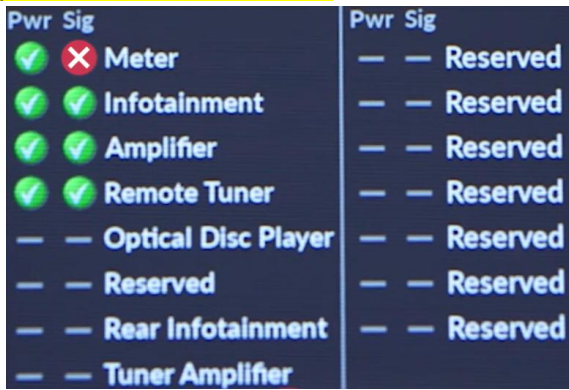 Pwr Sig
Meter
Infotainment
Amplifier
Remote Tuner
— — Optical Disc Player
— — Reserved
— — Rear Infotainment
— — Tuner Amplifier
Pwr Sig
— — Reserved
— — Reserved
— — Reserved
— — Reserved
— — Reserved
— — Reserved
— — Reserved